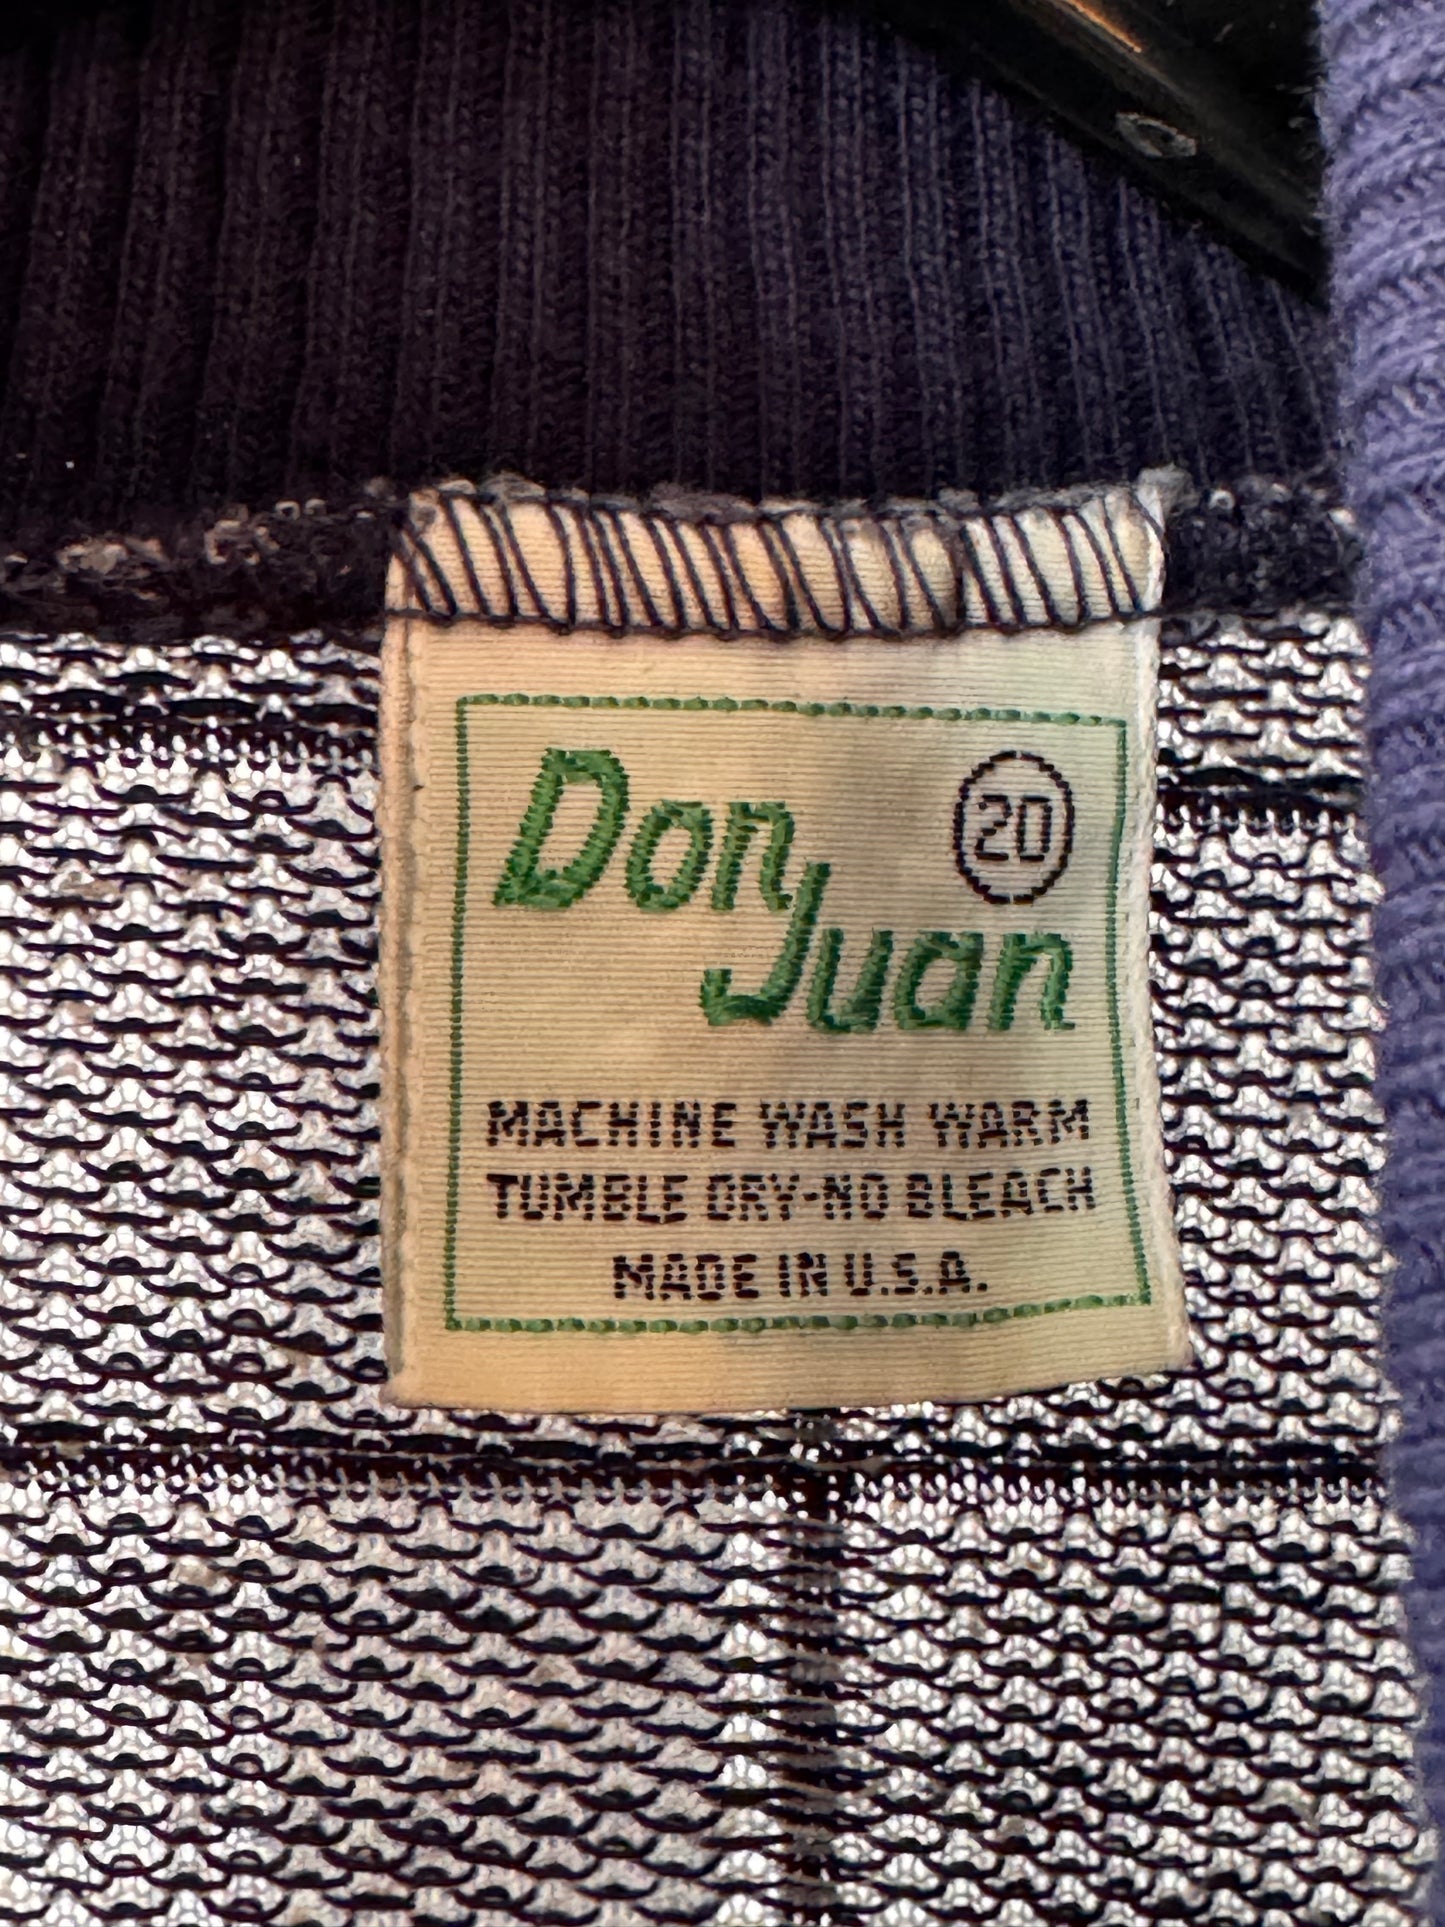 Don 20
Juan
MACHINE WASH WARM
TUMBLE DRY-NO BLEACH
MADE IN U.S.A.